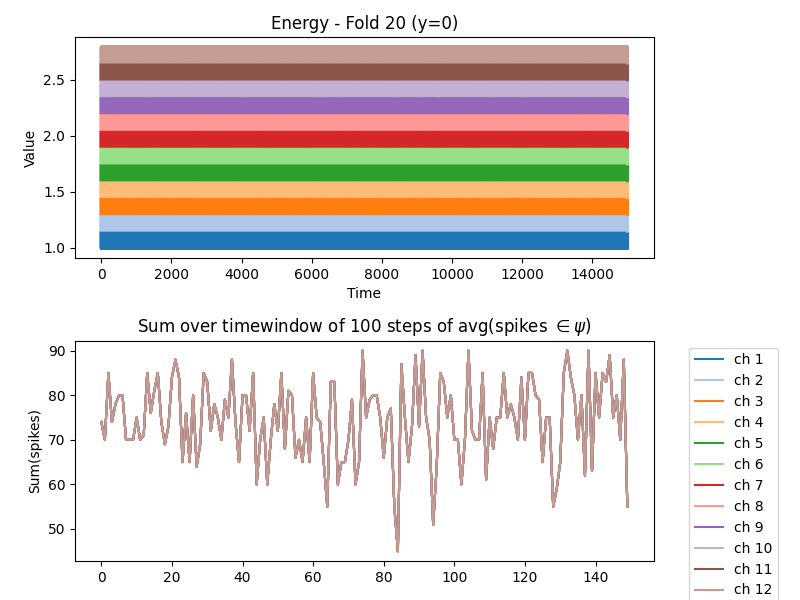 Energy - Fold 20 (y=0)
2.5
2.0
1.5
1.0
Value
0 2000 4000 6000 8000 10000 12000 14000
Time
Sum over timewindow of 100 steps of avg(spikes ∈ ψ)
90
80
70
60
50
Sum(spikes)
0 20 40 60 80 100 120 140
ch 1
ch 2
ch 3
ch 4
ch 5
ch 6
ch 7
ch 8
ch 9
ch 10
ch 11
ch 12